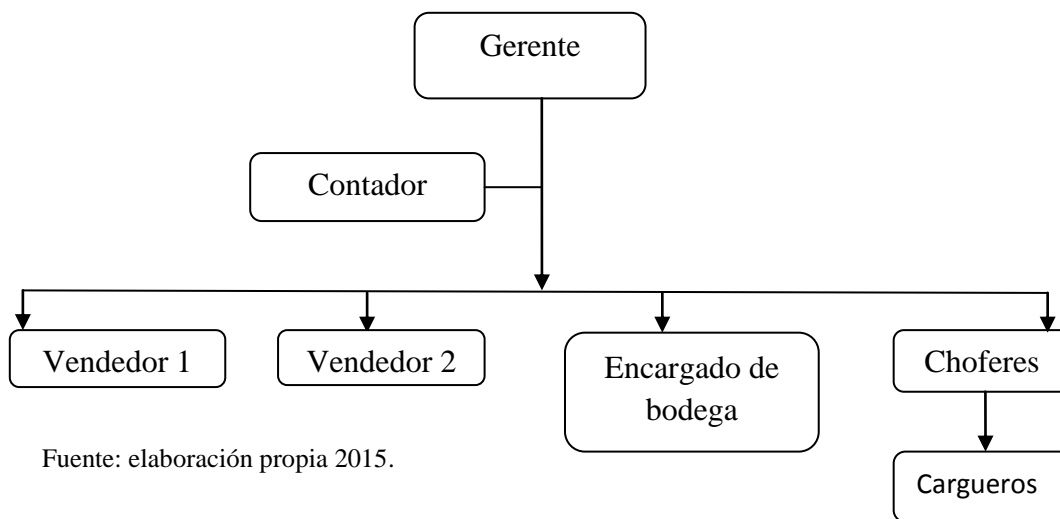 Gerente
Contador
Vendedor 1
Vendedor 2
Encargado de
bodega
Choferes
Fuente: elaboración propia 2015.
Cargueros